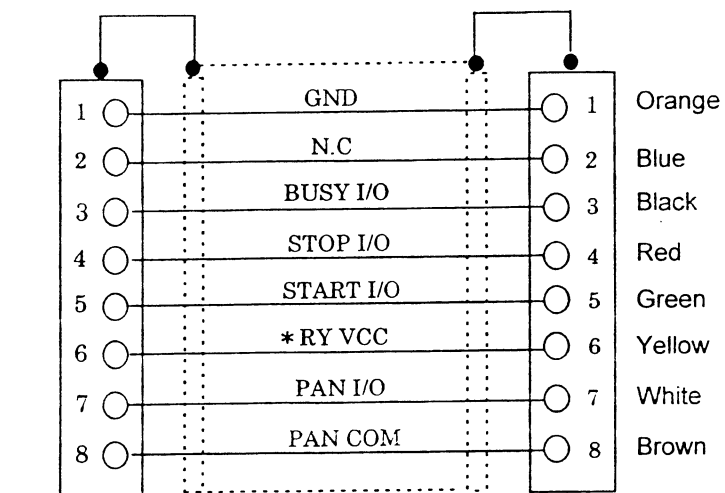 1 GND 1 Orange
2 N.C 2 Blue
3 BUSY I/O 3 Black
4 STOP I/O 4 Red
5 START I/O 5 Green
6 *RY VCC 6 Yellow
7 PAN I/O 7 White
8 PAN COM 8 Brown